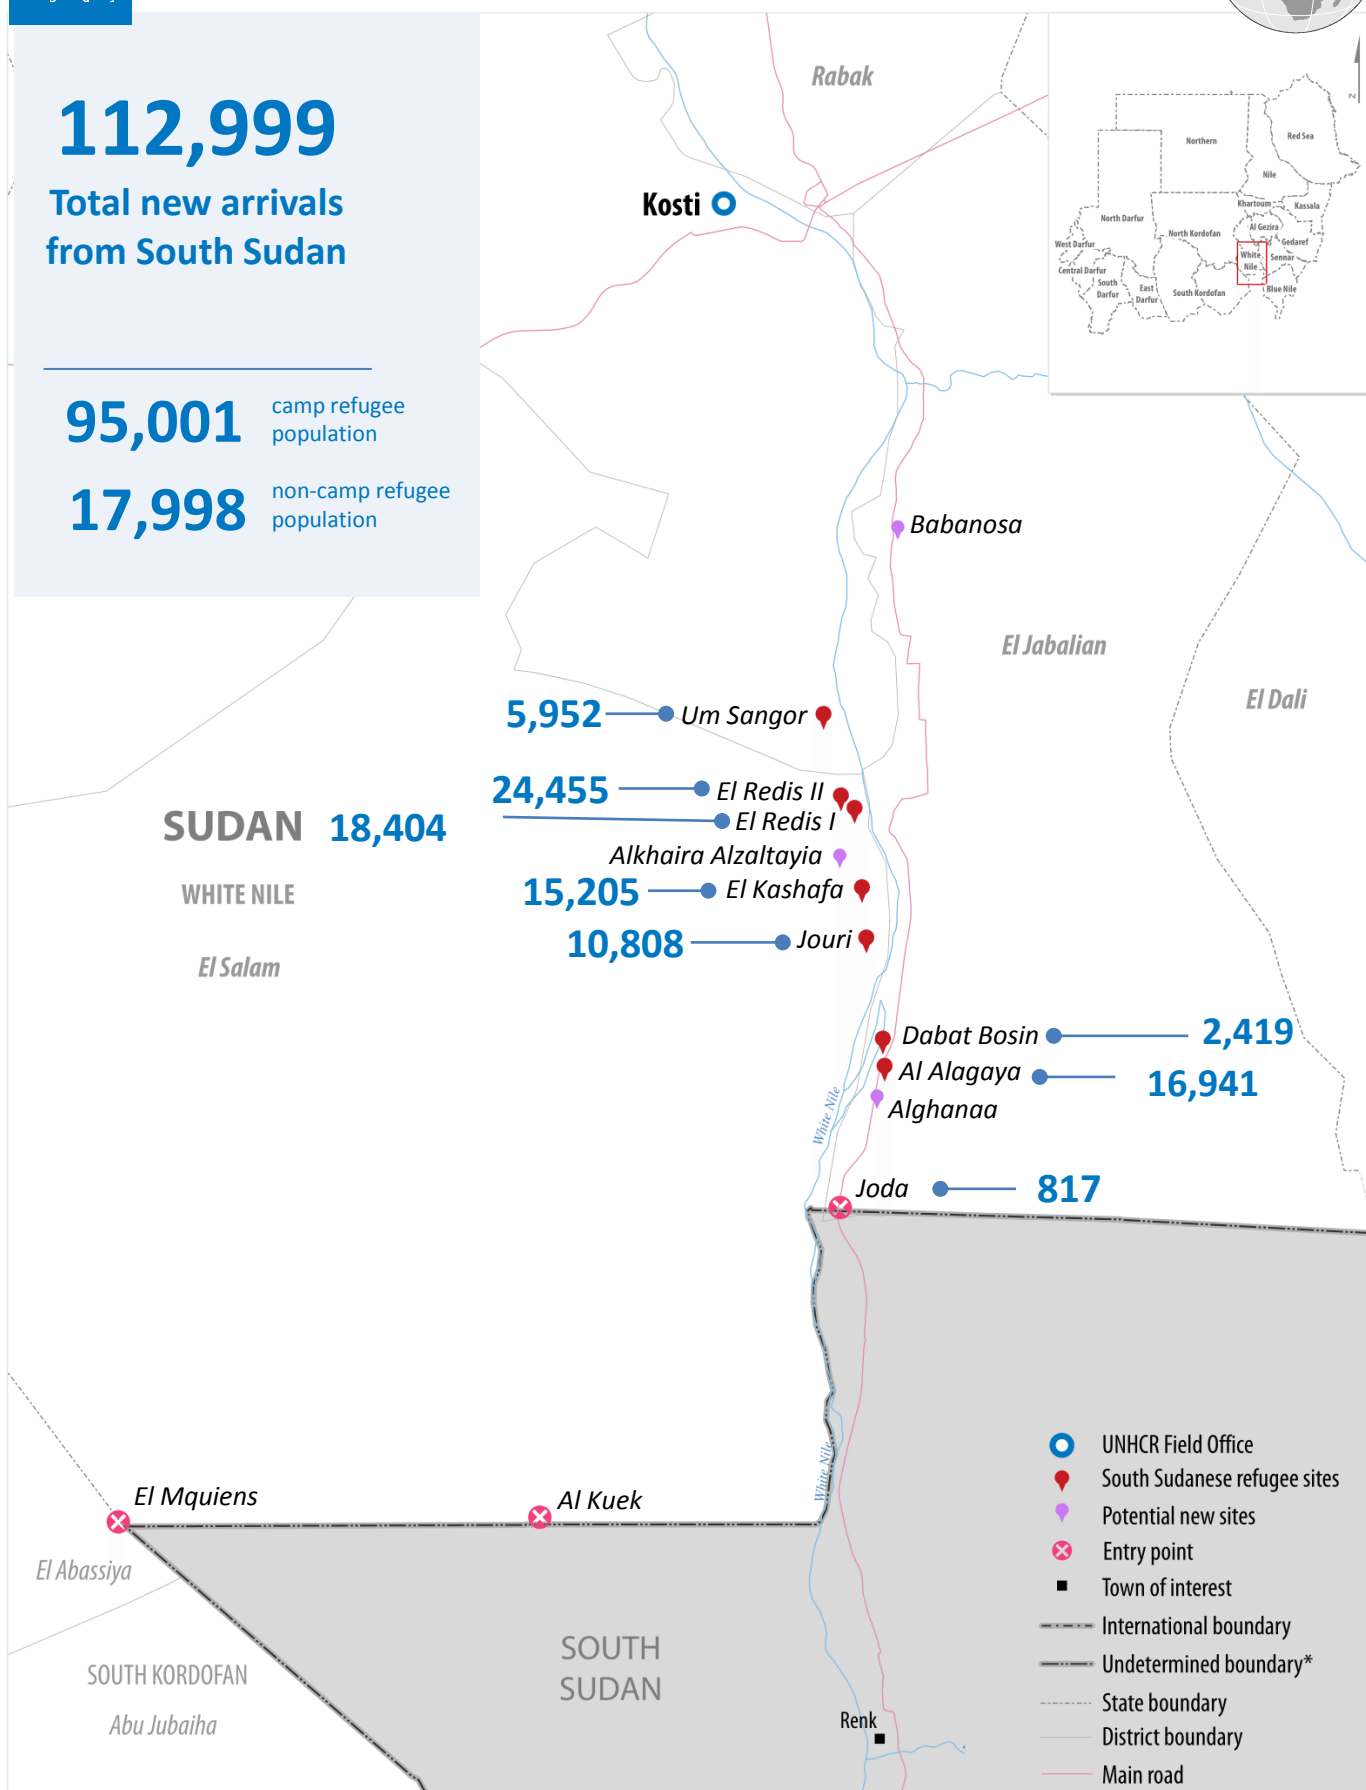 112,999
Total new arrivals
from South Sudan
95,001
camp refugee
population
17,998
non-camp refugee
population
Rabak
Kosti
N
Northern
Red Sea
Nile
Khartoum
Kassala
North Darfur
Al Gezira
North Kordofan
Gedaref
West Darfur
White
Nile
Sennar
Central Darfur
South
Darfur
East
Darfur
South Kordofan
Blue Nile
Babanosa
El Jabalian
El Dali
5,952
Um Sangor
24,455
El Redis II
SUDAN
18,404
El Redis I
Alkhaira Alzaltayia
WHITE NILE
15,205
El Kashafa
10,808
Jouri
El Salam
Dabat Bosin
2,419
Al Alagaya
16,941
Alghanaa
White Nile
Joda
817
White Nile
El Mquiens
Al Kuek
El Abassiya
SOUTH KORDOFAN
Abu Jubaiha
SOUTH
SUDAN
Renk
UNHCR Field Office
South Sudanese refugee sites
Potential new sites
Entry point
Town of interest
International boundary
Undetermined boundary*
State boundary
District boundary
Main road